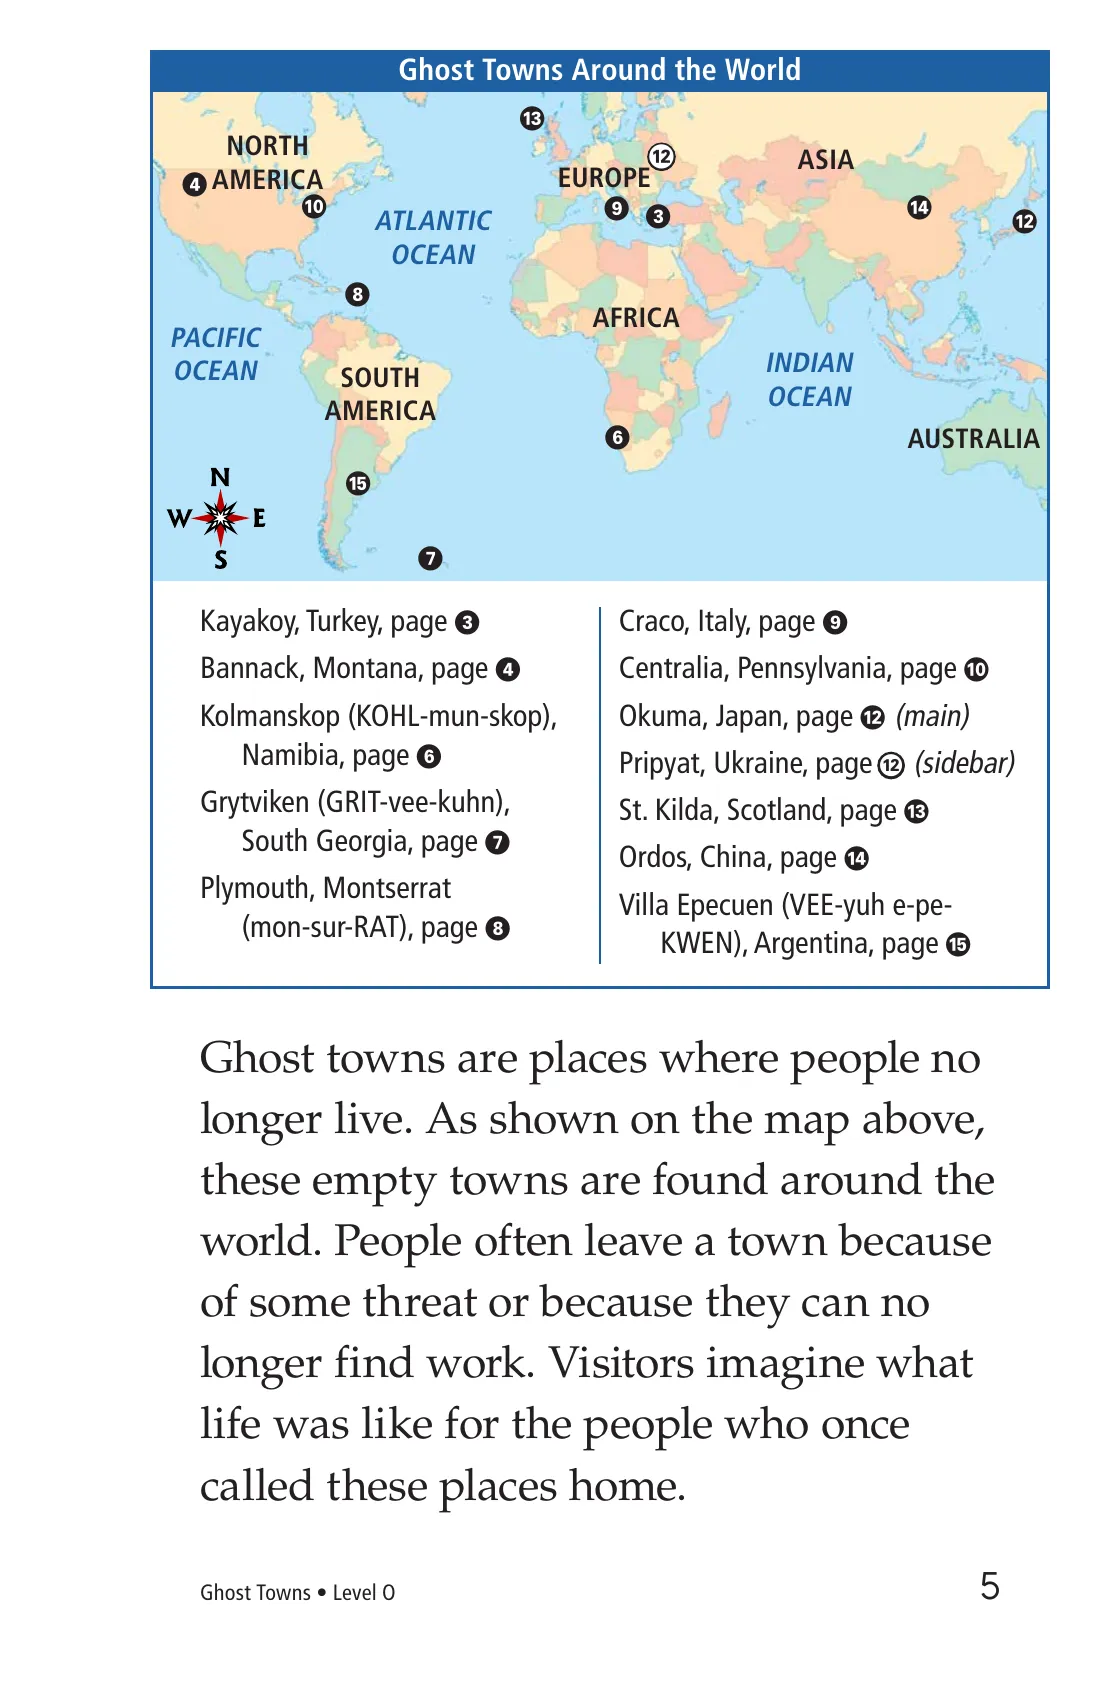 Ghost Towns Around the World
13
NORTH
AMERICA
4
10
12
EUROPE
ASIA
9
3
14
12
ATLANTIC
OCEAN
8
AFRICA
PACIFIC
OCEAN
SOUTH
AMERICA
INDIAN
OCEAN
6
AUSTRALIA
15
N
W E
S
7
Kayakoy, Turkey, page 3
Bannack, Montana, page 4
Kolmanskop (KOHL-mun-skop),
Namibia, page 6
Grytviken (GRIT-vee-kuhn),
South Georgia, page 7
Plymouth, Montserrat
(mon-sur-RAT), page 8
Craco, Italy, page 9
Centralia, Pennsylvania, page 10
Okuma, Japan, page 12 (main)
Pripyat, Ukraine, page 12 (sidebar)
St. Kilda, Scotland, page 13
Ordos, China, page 14
Villa Epecuen (VEE-yuh e-pe-
KWEN), Argentina, page 15
Ghost towns are places where people no
longer live. As shown on the map above,
these empty towns are found around the
world. People often leave a town because
of some threat or because they can no
longer find work. Visitors imagine what
life was like for the people who once
called these places home.
Ghost Towns • Level O
5